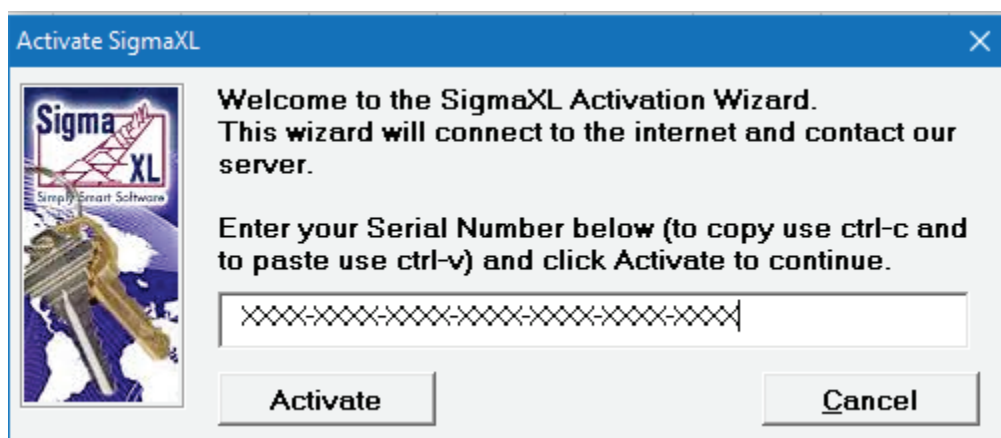 Activate SigmaXL
Sigma
XL
Simply Smart Software
Welcome to the SigmaXL Activation Wizard.
This wizard will connect to the internet and contact our
server.
Enter your Serial Number below (to copy use ctrl-c and
to paste use ctrl-v) and click Activate to continue.
XXXX-XXXX-XXXX-XXXX-XXXX-XXXX-XXXX
Activate
Cancel